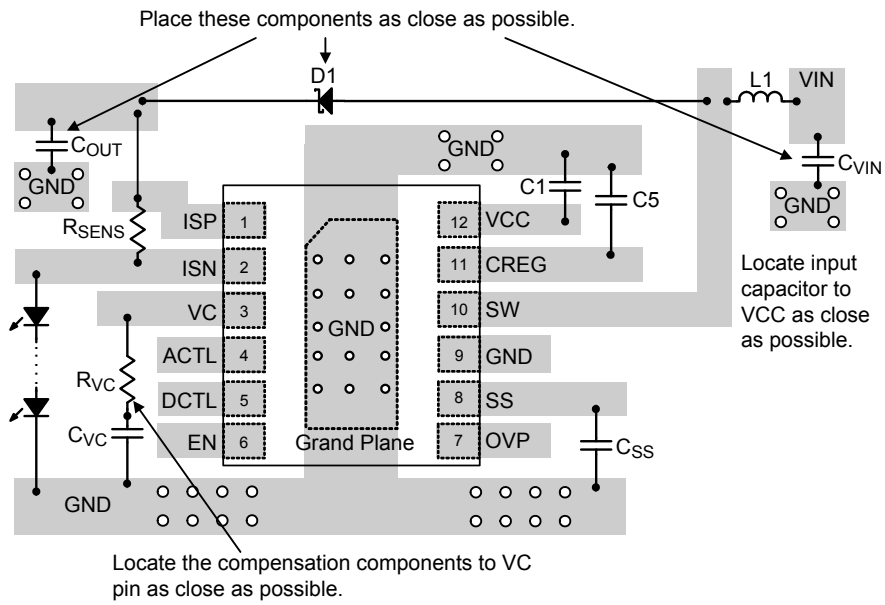 Place these components as close as possible.
D1
L1
VIN
COUT
GND
GND
C1
C5
CVIN
GND
RSENS
ISP
1
12
VCC
ISN
2
11
CREG
Locate input
capacitor to
VCC as close
as possible.
VC
3
10
SW
GND
ACTL
4
9
GND
RVC
DCTL
5
8
SS
CVC
EN
6
Grand Plane
7
OVP
CSS
GND
Locate the compensation components to VC
pin as close as possible.